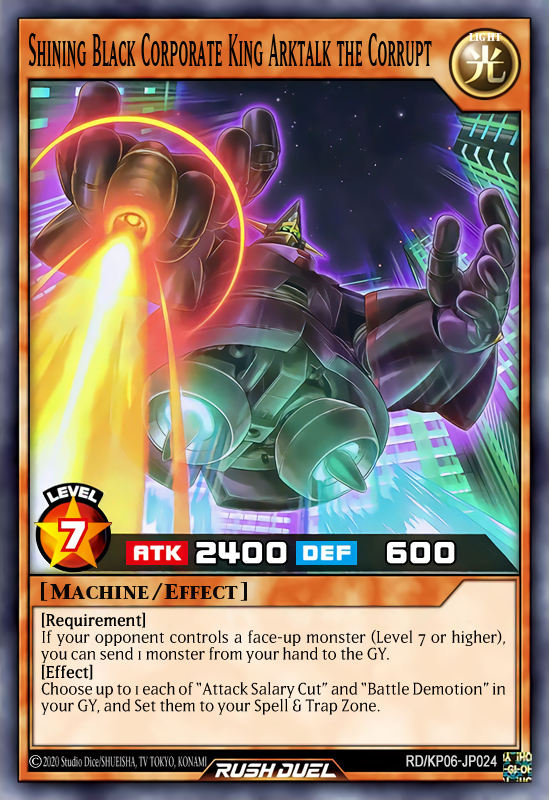 Shining Black Corporate King Arktalk the Corrupt
LIGHT
光
LEVEL
7
ATK 2400 DEF 600
[Machine/Effect]
[Requirement]
If your opponent controls a face-up monster (Level 7 or higher),
you can send 1 monster from your hand to the GY.
[Effect]
Choose up to 1 each of “Attack Salary Cut” and “Battle Demotion” in
your GY, and Set them to your Spell & Trap Zone.
©2020 Studio Dice/SHUEISHA, TV TOKYO, KONAMI
RUSH DUEL
RD/KP06-JP024